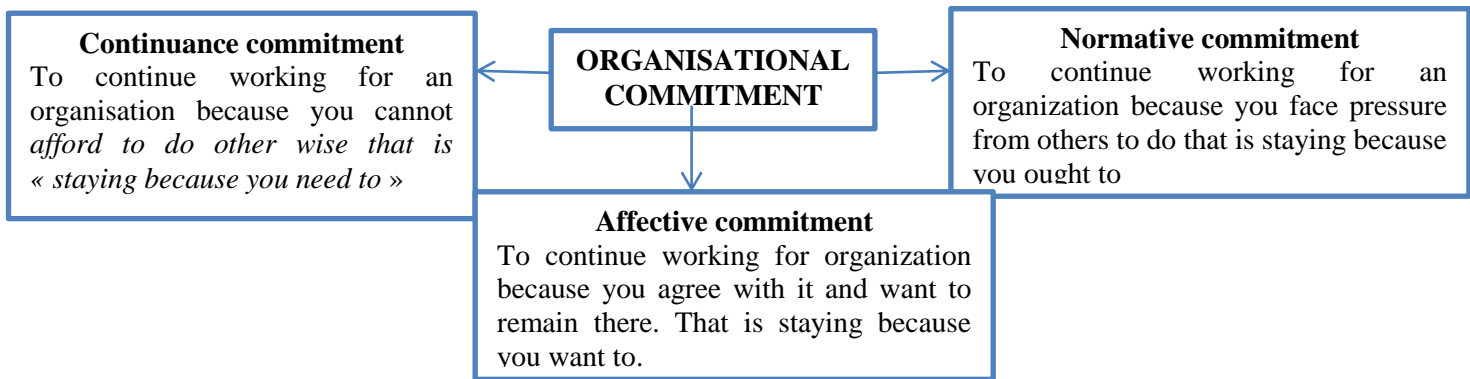 Continuance commitment
To continue working for an
organisation because you cannot
afford to do other wise that is
« staying because you need to »
ORGANISATIONAL
COMMITMENT
Normative commitment
To continue working for an
organization because you face pressure
from others to do that is staying because
you ought to
Affective commitment
To continue working for organization
because you agree with it and want to
remain there. That is staying because
you want to.